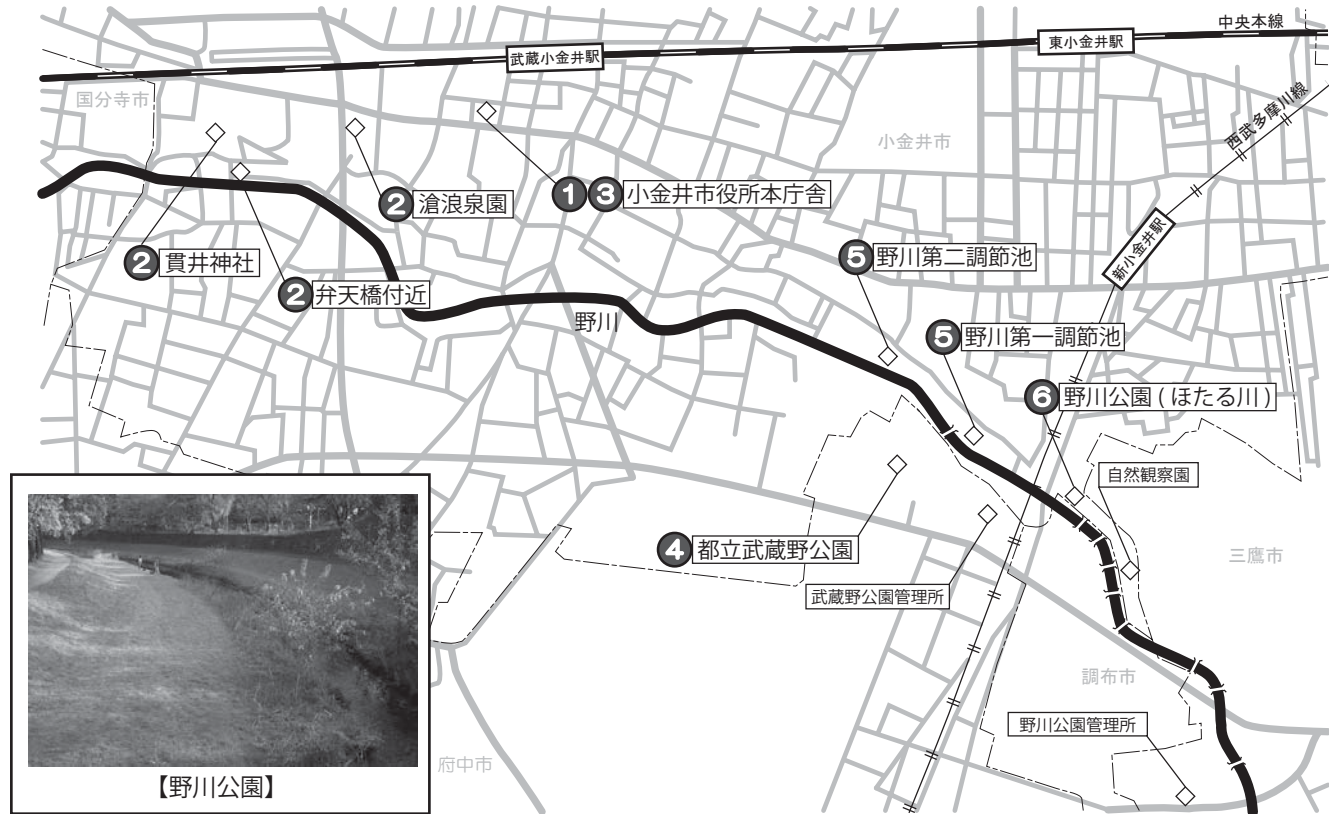 中央本線
東小金井駅
武蔵小金井駅
国分寺市
西武多摩川線
小金井市
② 滄浪泉園
① ③ 小金井市役所本庁舎
② 貫井神社
⑤ 野川第二調節池
新小金井駅
② 弁天橋付近
野川
⑤ 野川第一調節池
⑥ 野川公園 ( ほたる川 )
自然観察園
④ 都立武蔵野公園
三鷹市
武蔵野公園管理所
調布市
野川公園管理所
府中市
【野川公園】